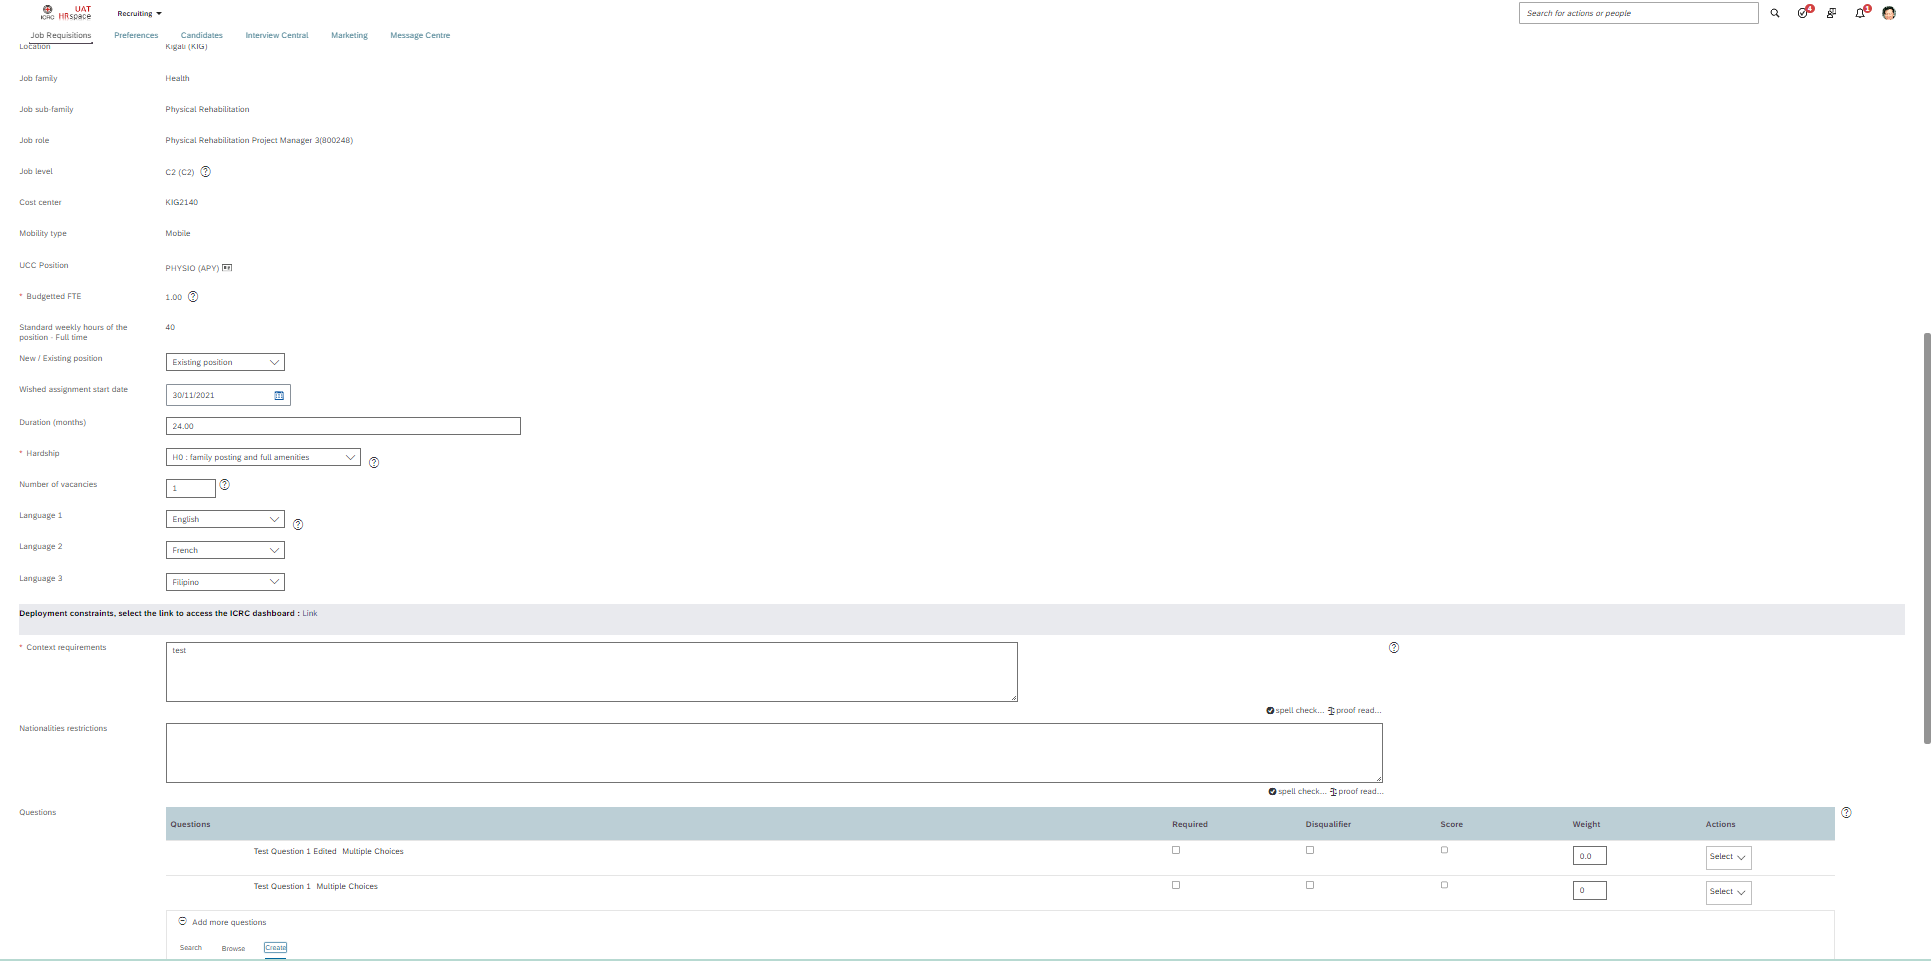 UAT
ICRC HRspace
Recruiting
Search for actions or people
4
1
Job Requisitions Preferences Candidates Interview Central Marketing Message Centre
Location Kigali (KIG)
Job family Health
Job sub-family Physical Rehabilitation
Job role Physical Rehabilitation Project Manager 3(800248)
Job level C2 (C2) ?
Cost center KIG2140
Mobility type Mobile
UCC Position PHYSIO (APY)
* Budgetted FTE 1.00 ?
Standard weekly hours of the 40
position - Full time
New / Existing position Existing position
Wished assignment start date 30/11/2021
Duration (months) 24.00
* Hardship H0 : family posting and full amenities ?
Number of vacancies 1 ?
Language 1 English ?
Language 2 French
Language 3 Filipino
Deployment constraints, select the link to access the ICRC dashboard : Link
* Context requirements test ?
spell check... proof read...
Nationalities restrictions
spell check... proof read...
Questions ?
Questions Required Disqualifier Score Weight Actions
Test Question 1 Edited Multiple Choices 0.0 Select
Test Question 1 Multiple Choices 0 Select
Add more questions
Search Browse Create